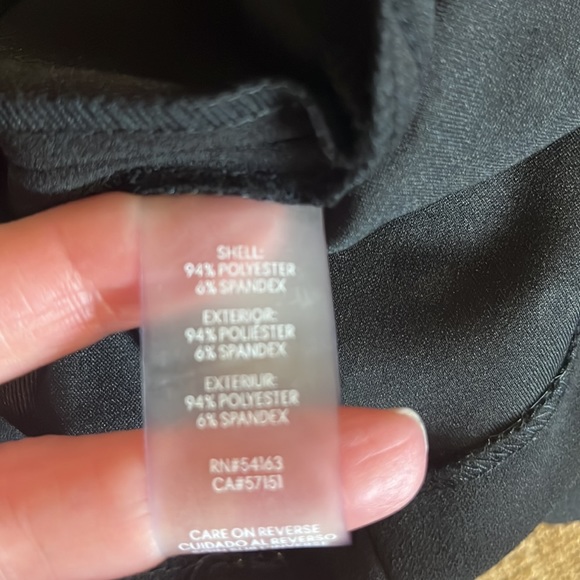 SHELL:
94% POLYESTER
6% SPANDEX
EXTERIOR:
94% POLIÉSTER
6% SPANDEX
EXTÉRIEUR:
94% POLYESTER
6% SPANDEX
RN#54163
CA#57151
CARE ON REVERSE
CUIDADO AL REVERSO